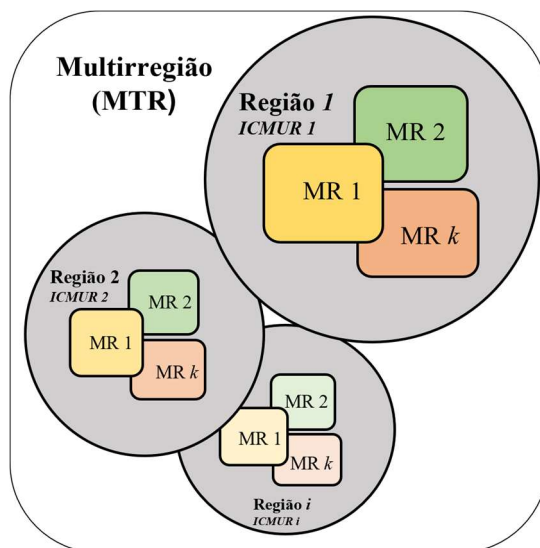 Multirregião
(MTR)
Região 1
ICMUR 1
MR 2
MR 1
MR k
Região 2
ICMUR 2
MR 2
MR 1
MR k
MR 2
MR 1
MR k
Região i
ICMUR i